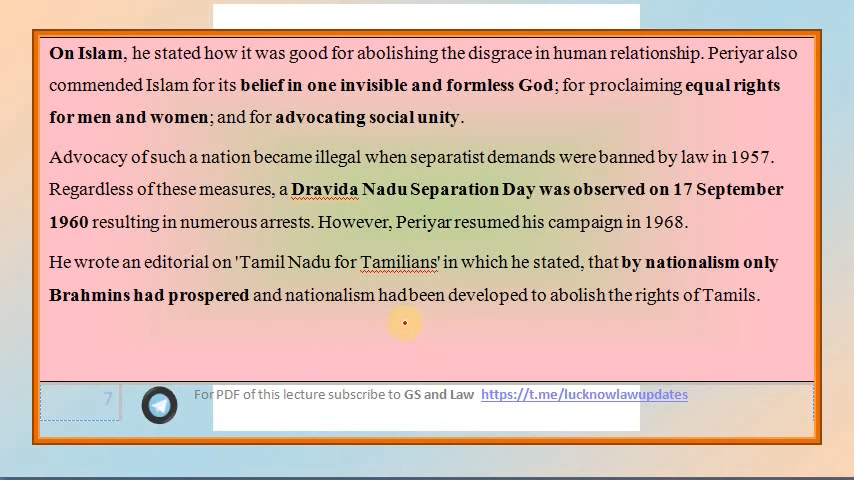 On Islam, he stated how it was good for abolishing the disgrace in human relationship. Periyar also
commended Islam for its belief in one invisible and formless God; for proclaiming equal rights
for men and women; and for advocating social unity.
Advocacy of such a nation became illegal when separatist demands were banned by law in 1957.
Regardless of these measures, a Dravida Nadu Separation Day was observed on 17 September
1960 resulting in numerous arrests. However, Periyar resumed his campaign in 1968.
He wrote an editorial on 'Tamil Nadu for Tamilians' in which he stated, that by nationalism only
Brahmins had prospered and nationalism had been developed to abolish the rights of Tamils.
7
For PDF of this lecture subscribe to GS and Law https://t.me/lucknowlawupdates